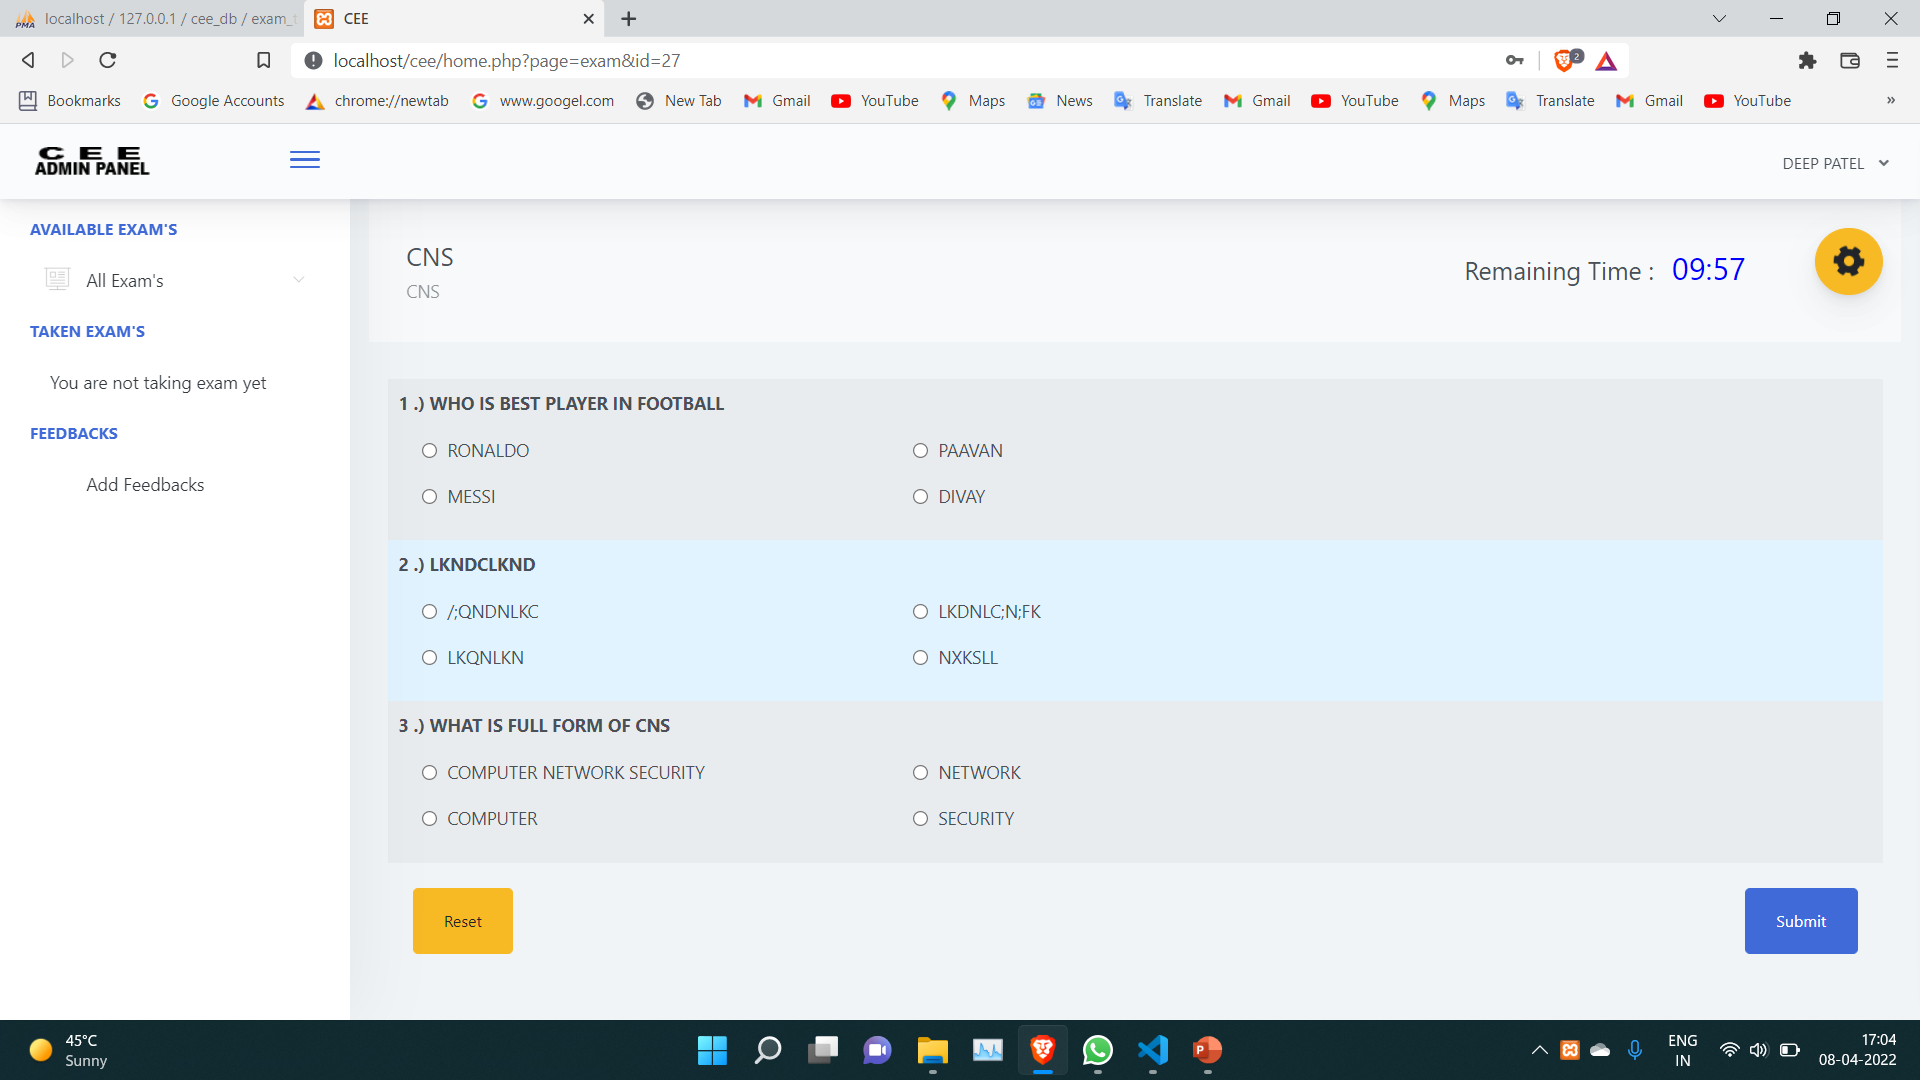 localhost / 127.0.0.1 / cee_db / exam_t
CEE
localhost/cee/home.php?page=exam&id=27
2
Bookmarks Google Accounts chrome://newtab www.googel.com New Tab Gmail YouTube Maps News Translate Gmail YouTube Maps Translate Gmail YouTube »
CEE
ADMIN PANEL
DEEP PATEL
AVAILABLE EXAM'S
All Exam's
TAKEN EXAM'S
You are not taking exam yet
FEEDBACKS
Add Feedbacks
CNS
CNS
Remaining Time : 09:57
1 .) WHO IS BEST PLAYER IN FOOTBALL
RONALDO PAAVAN
MESSI DIVAY
2 .) LKNDCLKND
/;QNDNLKC LKDNLC;N;FK
LKQNLKN NXKSLL
3 .) WHAT IS FULL FORM OF CNS
COMPUTER NETWORK SECURITY NETWORK
COMPUTER SECURITY
Reset Submit
45°C
Sunny
ENG
IN
17:04
08-04-2022